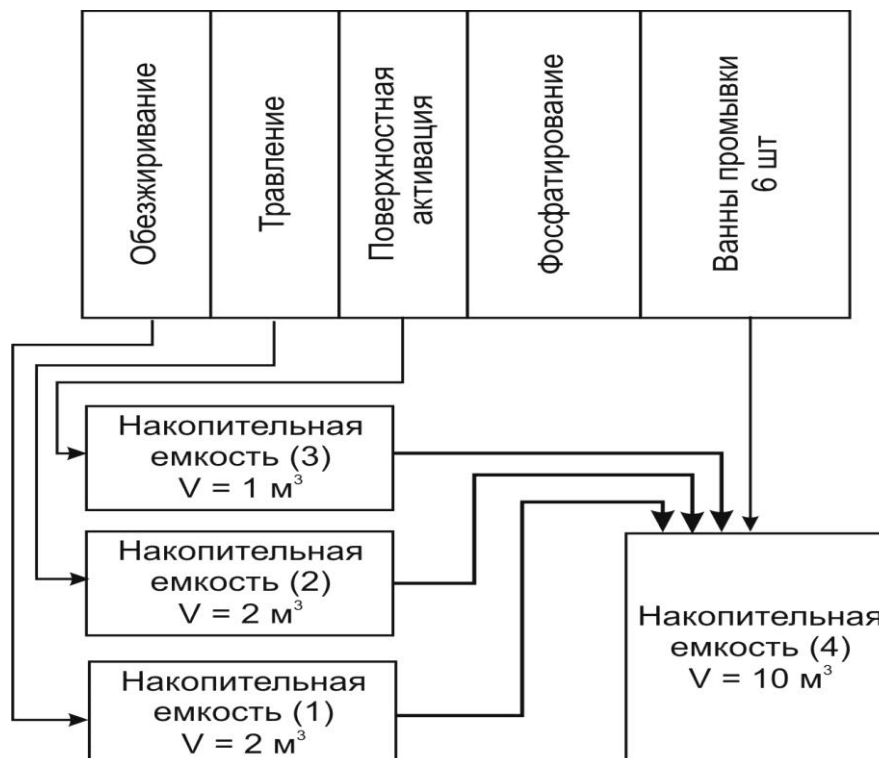 Обезжиривание
Травление
Поверхностная
активация
Фосфатирование
Ванны промывки
6 шт
Накопительная
емкость (3)
V = 1 м³
Накопительная
емкость (2)
V = 2 м³
Накопительная
емкость (1)
V = 2 м³
Накопительная
емкость (4)
V = 10 м³